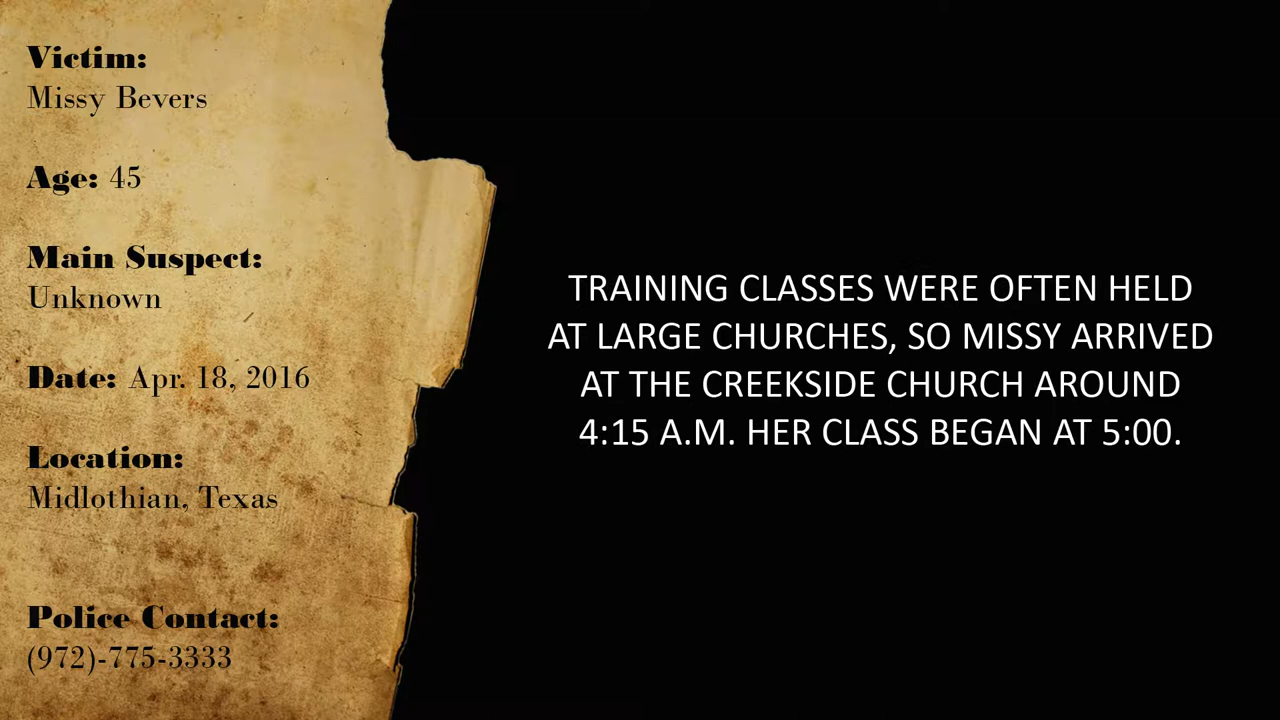 Victim:
Missy Bevers
Age: 45
Main Suspect:
Unknown
Date: Apr. 18, 2016
Location:
Midlothian, Texas
Police Contact:
(972)-775-3333
TRAINING CLASSES WERE OFTEN HELD
AT LARGE CHURCHES, SO MISSY ARRIVED
AT THE CREEKSIDE CHURCH AROUND
4:15 A.M. HER CLASS BEGAN AT 5:00.